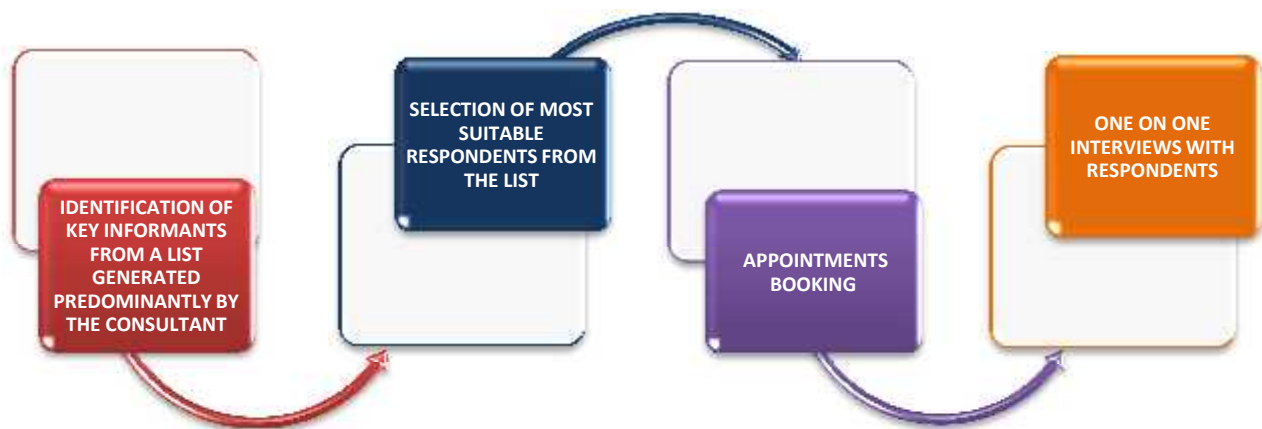 IDENTIFICATION OF
KEY INFORMANTS
FROM A LIST
GENERATED
PREDOMINANTLY BY
THE CONSULTANT
SELECTION OF MOST
SUITABLE
RESPONDENTS FROM
THE LIST
APPOINTMENTS
BOOKING
ONE ON ONE
INTERVIEWS WITH
RESPONDENTS